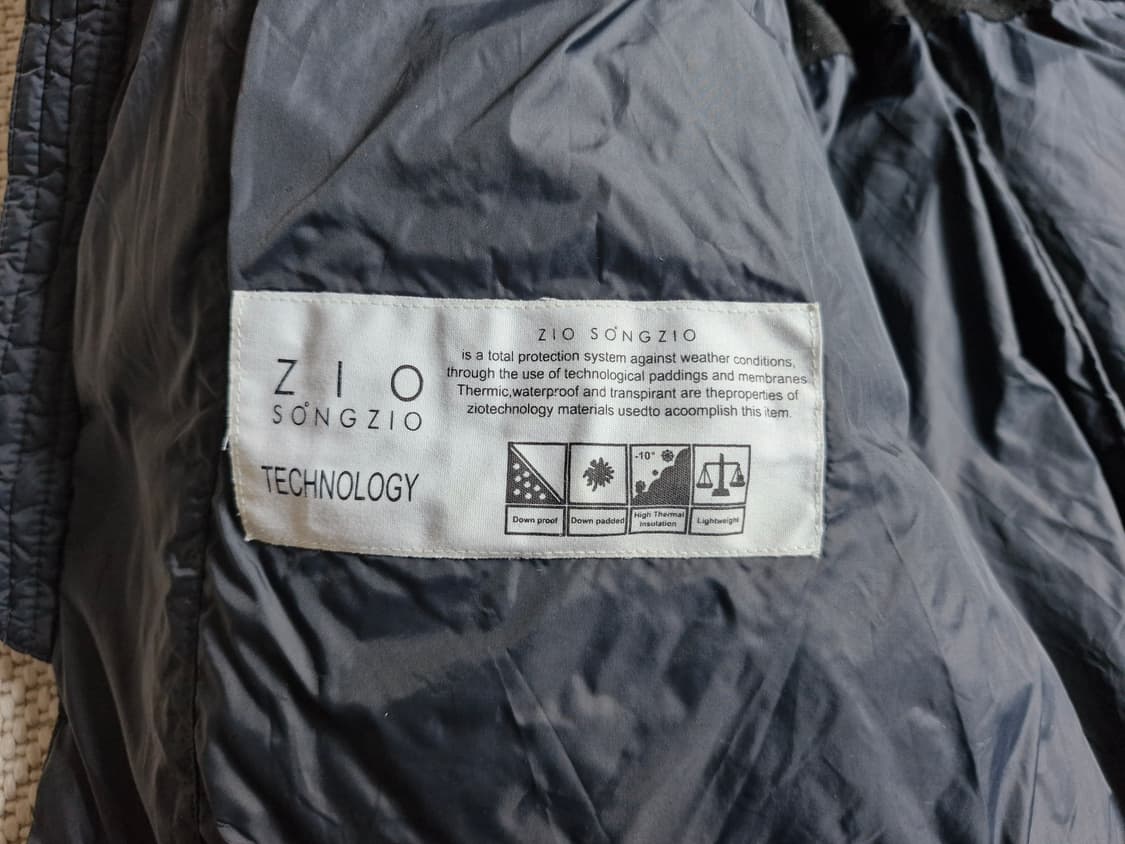 ZIO
SONGZIO
TECHNOLOGY
ZIO SONGZIO
is a total protection system against weather conditions,
through the use of technological paddings and membranes
Thermic,waterproof and transpirant are theproperties of
ziotechnology materials usedto acoomplish this item.
-10°
Down proof
Down padded
High Thermal
Insulation
Lightweight